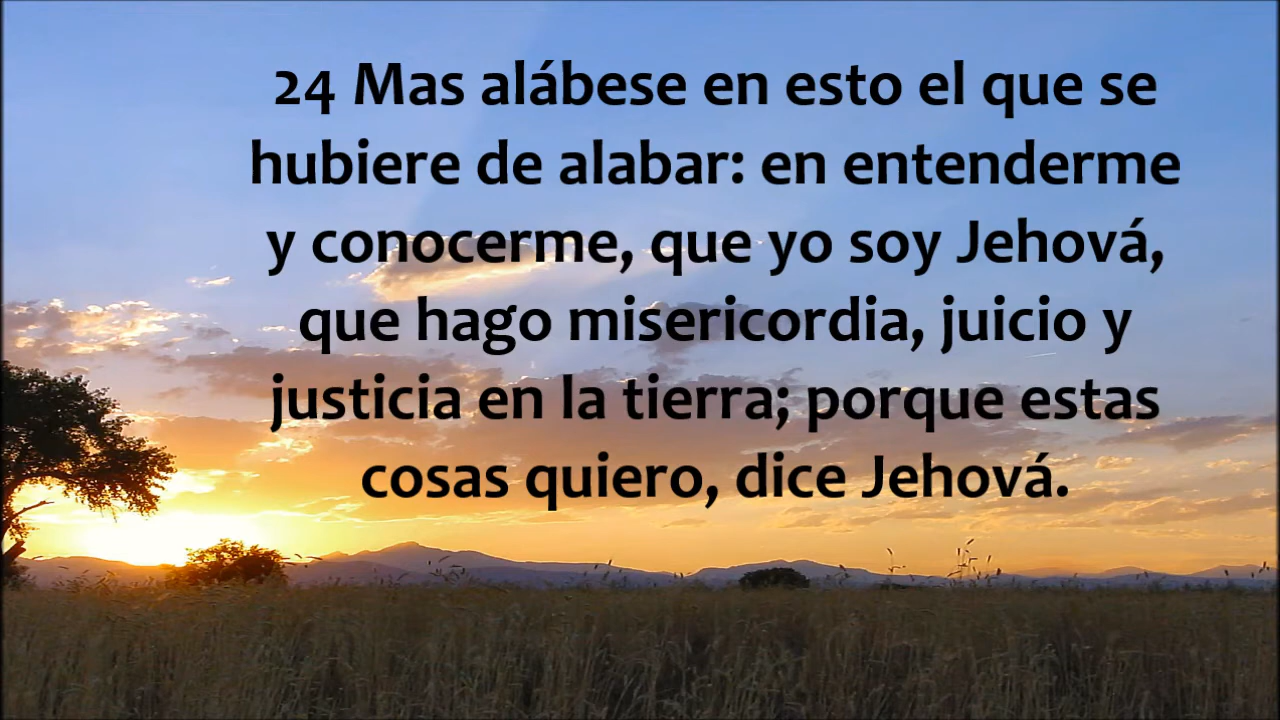 24 Mas alábese en esto el que se
hubiere de alabar: en entenderme
y conocerme, que yo soy Jehová,
que hago misericordia, juicio y
justicia en la tierra; porque estas
cosas quiero, dice Jehová.